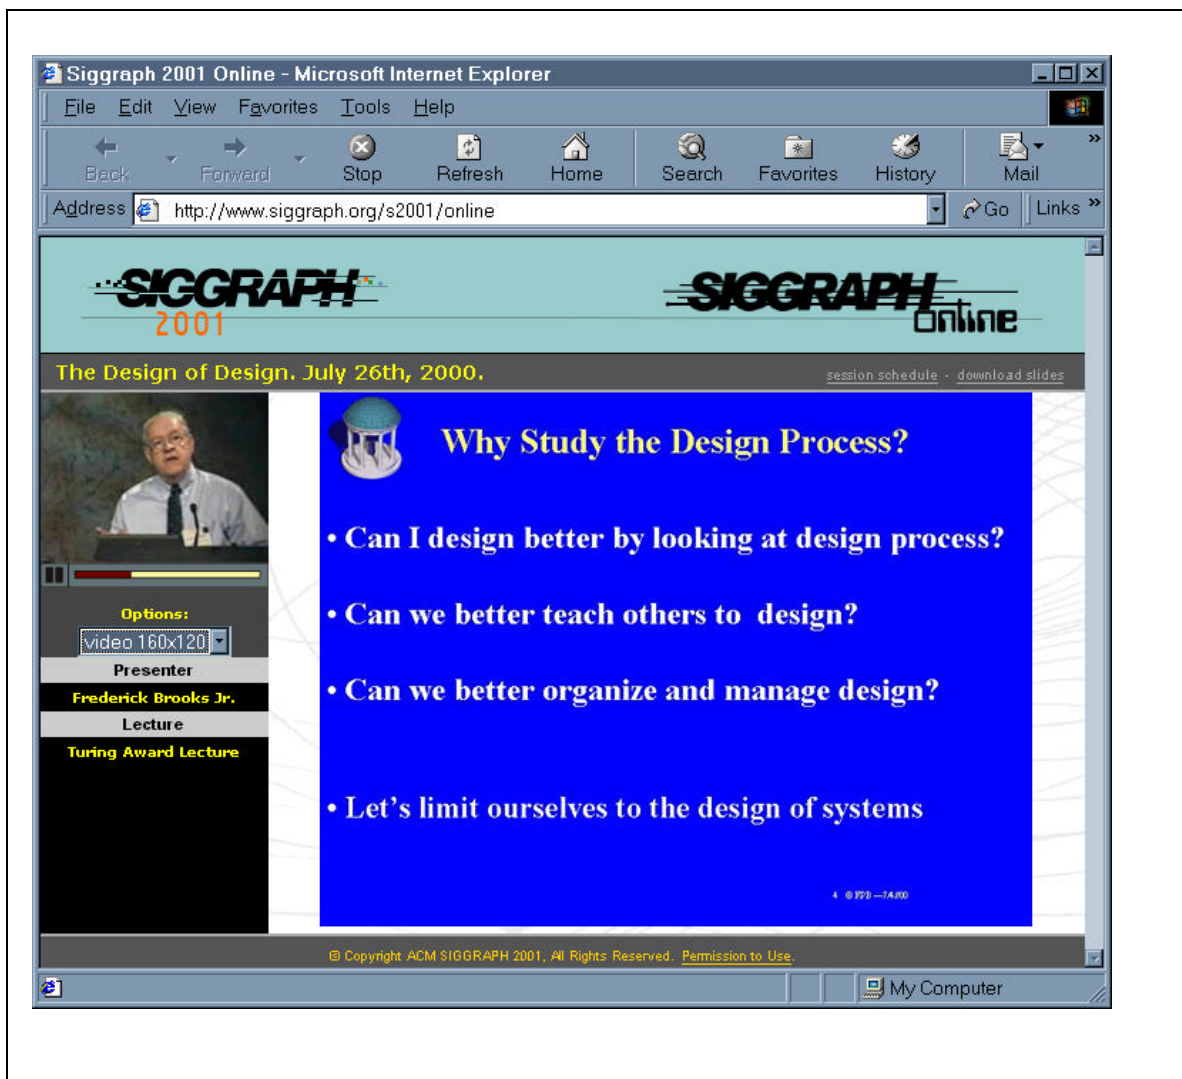 Siggraph 2001 Online - Microsoft Internet Explorer
File Edit View Favorites Tools Help
Back Forward Stop Refresh Home Search Favorites History Mail »
Address http://www.siggraph.org/s2001/online Go Links »
SIGGRAPH 2001
SIGGRAPH online
The Design of Design. July 26th, 2000.
session schedule - download slides
Why Study the Design Process?
• Can I design better by looking at design process?
• Can we better teach others to design?
• Can we better organize and manage design?
• Let's limit ourselves to the design of systems
Options:
video 160x120
Presenter
Frederick Brooks Jr.
Lecture
Turing Award Lecture
© Copyright ACM SIGGRAPH 2001, All Rights Reserved. Permission to Use.
My Computer